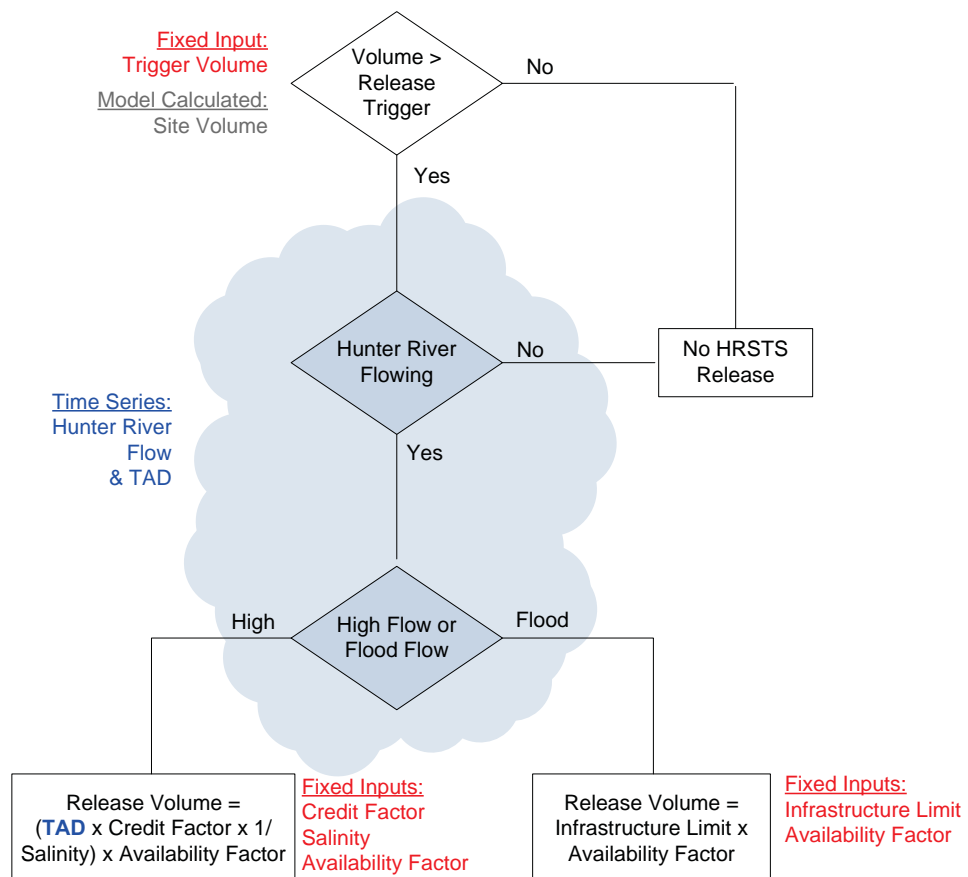 Fixed Input:
Trigger Volume
Model Calculated:
Site Volume
Volume >
Release
Trigger
No
Yes
Hunter River
Flowing
No
No HRSTS
Release
Time Series:
Hunter River
Flow
& TAD
Yes
High
High Flow or
Flood Flow
Flood
Release Volume =
(TAD x Credit Factor x 1/
Salinity) x Availability Factor
Fixed Inputs:
Credit Factor
Salinity
Availability Factor
Release Volume =
Infrastructure Limit x
Availability Factor
Fixed Inputs:
Infrastructure Limit
Availability Factor